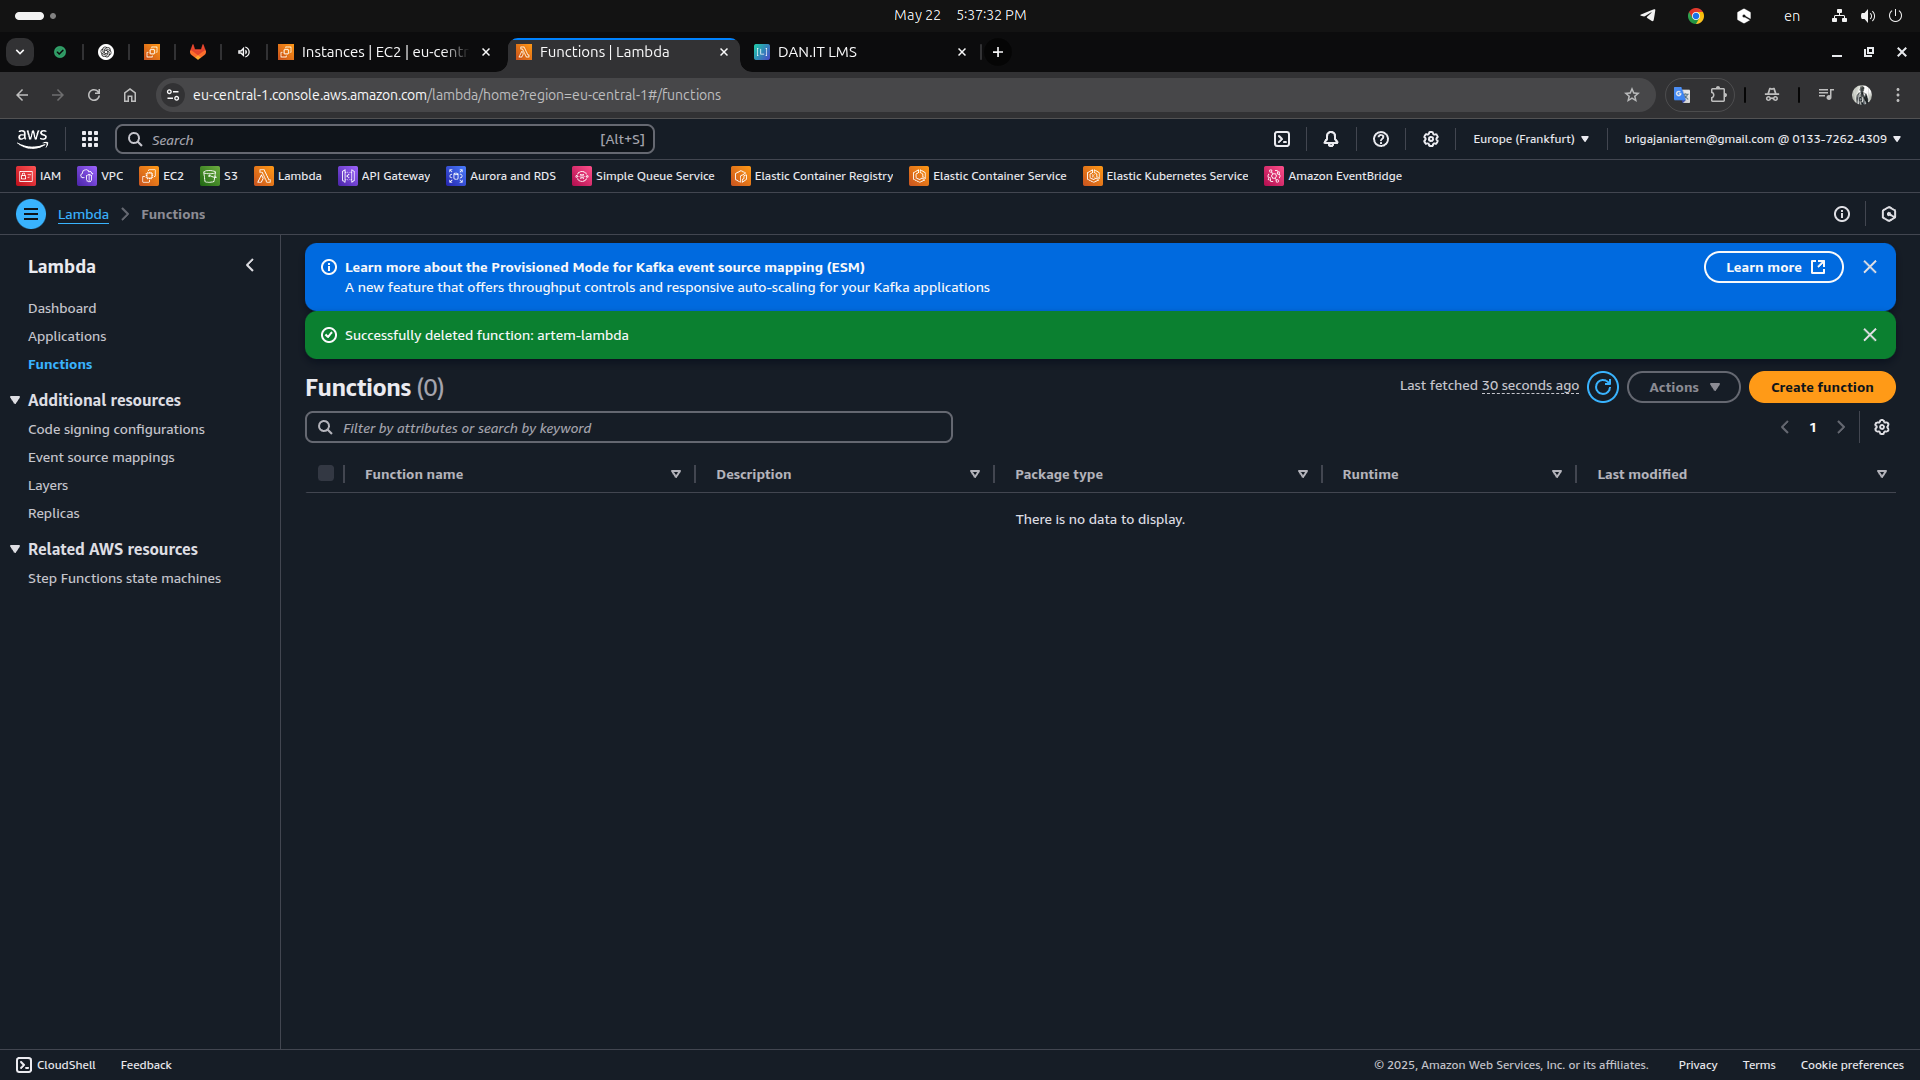 May 22 5:37:32 PM
en
Instances | EC2 | eu-centr
Functions | Lambda
DAN.IT LMS
eu-central-1.console.aws.amazon.com/lambda/home?region=eu-central-1#/functions
aws
Search
[Alt+S]
Europe (Frankfurt)
brigajaniartem@gmail.com @ 0133-7262-4309
IAM
VPC
EC2
S3
Lambda
API Gateway
Aurora and RDS
Simple Queue Service
Elastic Container Registry
Elastic Container Service
Elastic Kubernetes Service
Amazon EventBridge
Lambda
Functions
Lambda
Dashboard
Applications
Functions
Additional resources
Code signing configurations
Event source mappings
Layers
Replicas
Related AWS resources
Step Functions state machines
Learn more about the Provisioned Mode for Kafka event source mapping (ESM)
A new feature that offers throughput controls and responsive auto-scaling for your Kafka applications
Learn more
Successfully deleted function: artem-lambda
Functions (0)
Last fetched 30 seconds ago
Actions
Create function
Filter by attributes or search by keyword
1
Function name
Description
Package type
Runtime
Last modified
There is no data to display.
CloudShell
Feedback
© 2025, Amazon Web Services, Inc. or its affiliates.
Privacy
Terms
Cookie preferences